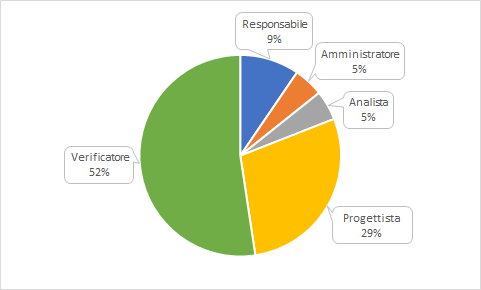 Responsabile
9%
Amministratore
5%
Analista
5%
Progettista
29%
Verificatore
52%